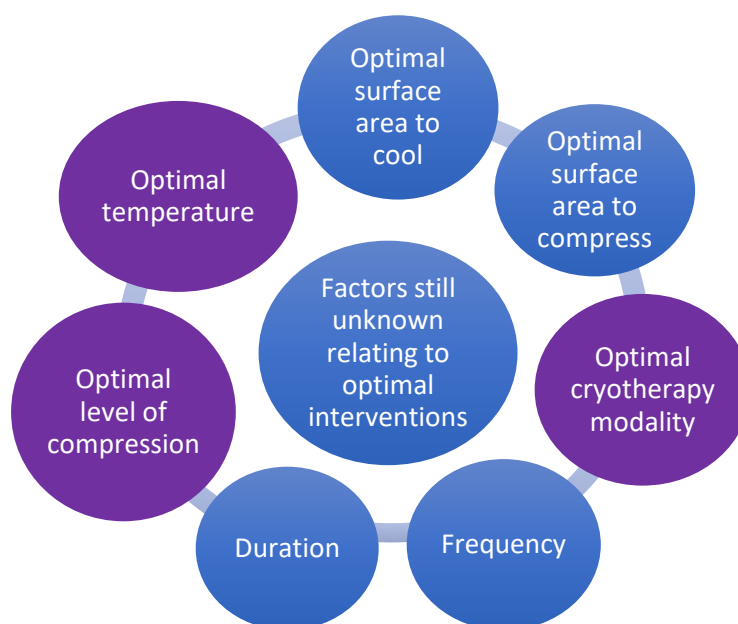 Optimal
surface
area to
cool
Optimal
surface
area to
compress
Optimal
cryotherapy
modality
Frequency
Duration
Optimal
level of
compression
Optimal
temperature
Factors still
unknown
relating to
optimal
interventions